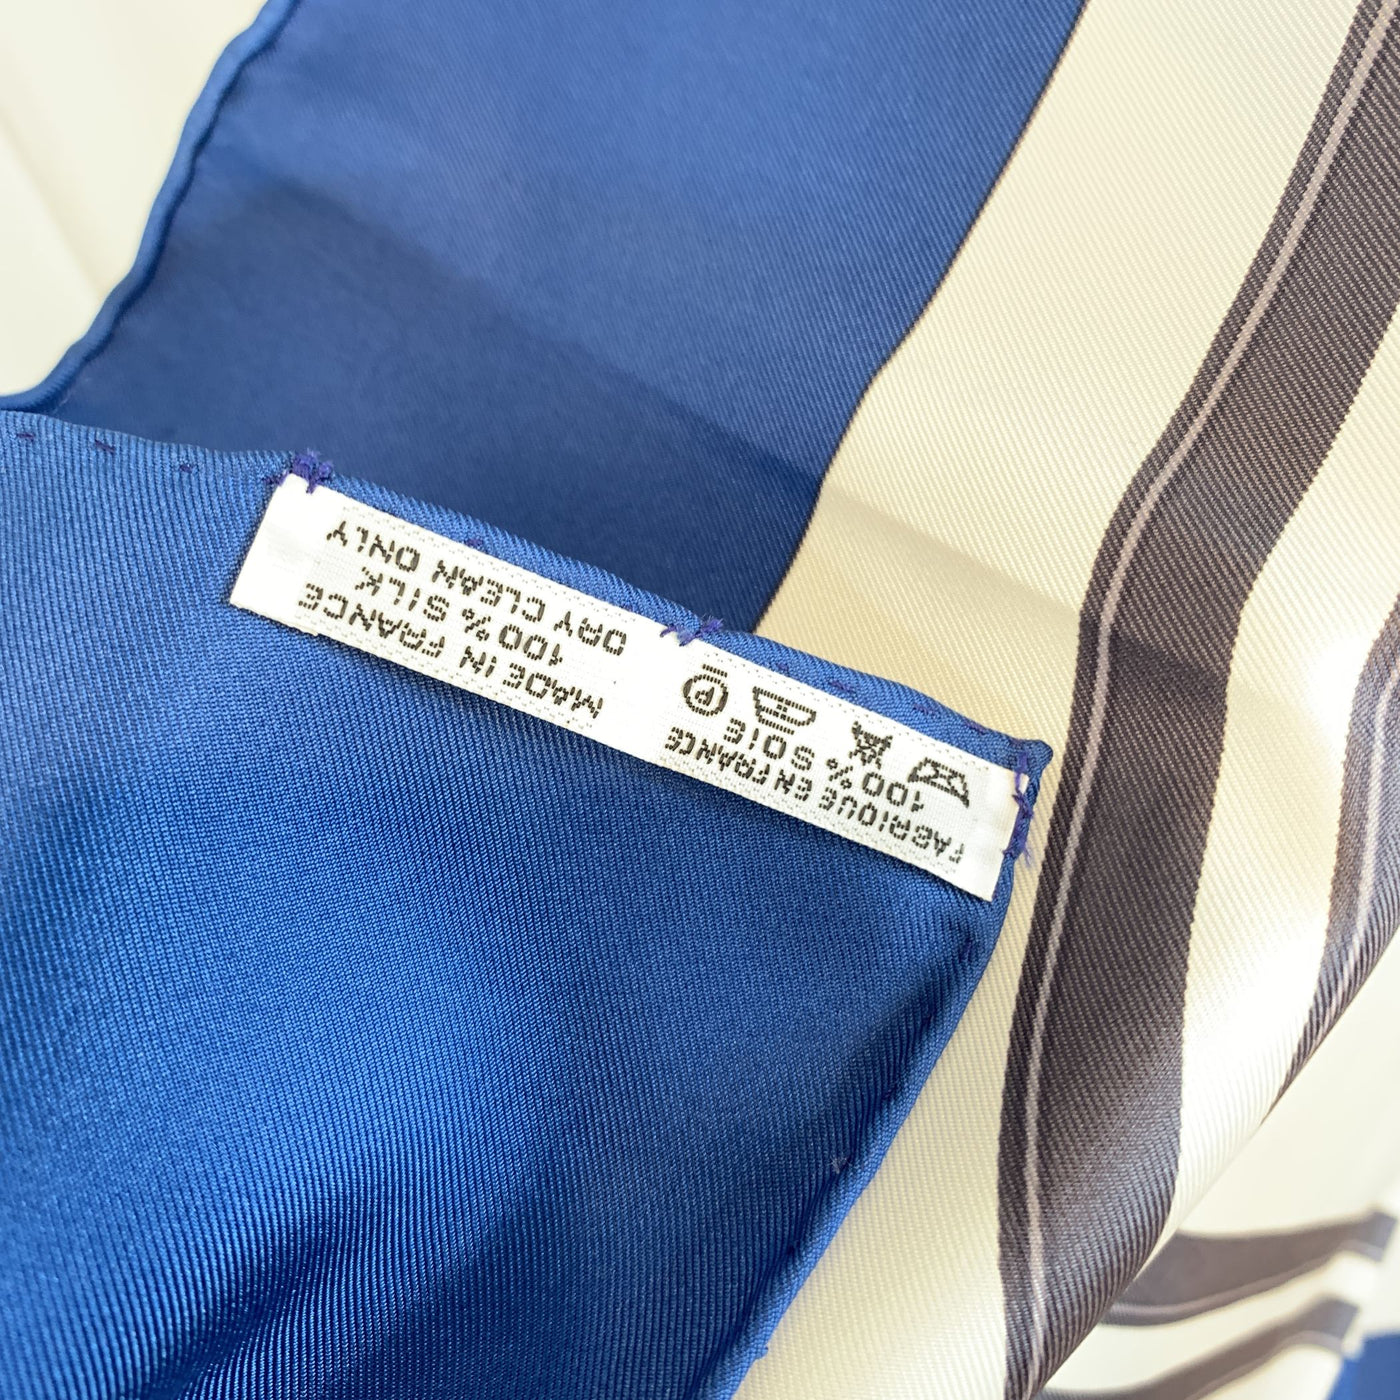 FABRIQUE EN FRANCE
100% SOIE
P
MADE IN FRANCE
100% SILK
DRY CLEAN ONLY